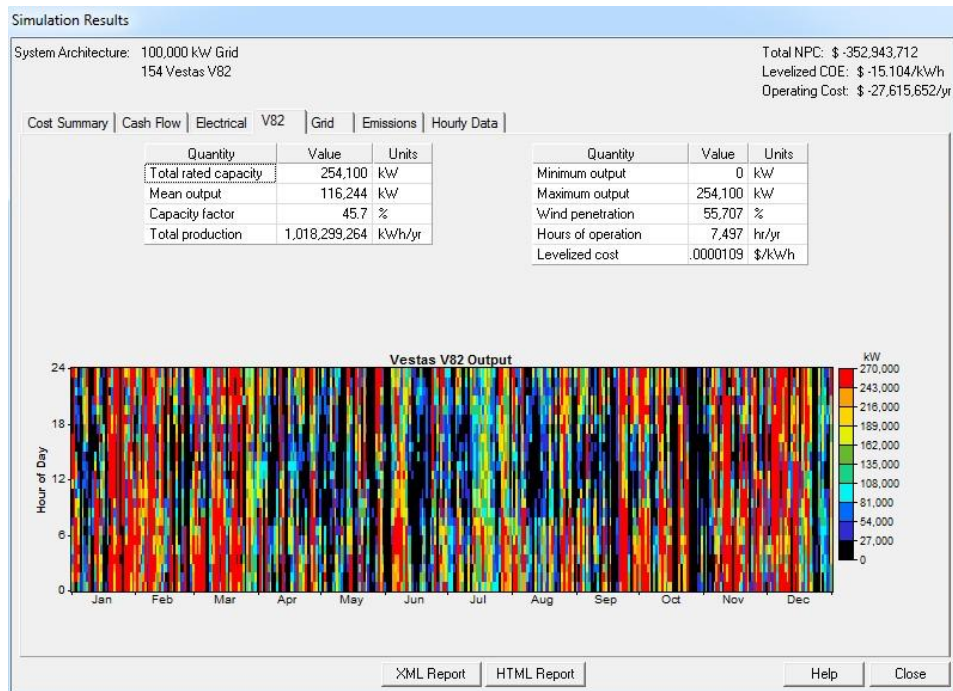 Simulation Results
System Architecture: 100,000 kW Grid
154 Vestas V82
Total NPC: $ -352,943,712
Levelized COE: $ -15.104/kWh
Operating Cost: $ -27,615,652/yr
Cost Summary Cash Flow Electrical V82 Grid Emissions Hourly Data
Quantity Value Units
Total rated capacity 254,100 kW
Mean output 116,244 kW
Capacity factor 45.7 %
Total production 1,018,299,264 kWh/yr
Quantity Value Units
Minimum output 0 kW
Maximum output 254,100 kW
Wind penetration 55,707 %
Hours of operation 7,497 hr/yr
Levelized cost .0000109 $/kWh
Vestas V82 Output
Hour of Day
24
18
12
6
0
Jan Feb Mar Apr May Jun Jul Aug Sep Oct Nov Dec
kW
270,000
243,000
216,000
189,000
162,000
135,000
108,000
81,000
54,000
27,000
0
XML Report HTML Report Help Close